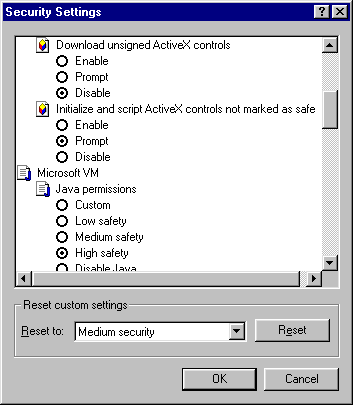 Security Settings
Download unsigned ActiveX controls
Enable
Prompt
Disable
Initialize and script ActiveX controls not marked as safe
Enable
Prompt
Disable
Microsoft VM
Java permissions
Custom
Low safety
Medium safety
High safety
Disable Java
Reset custom settings
Reset to: Medium security Reset
OK Cancel